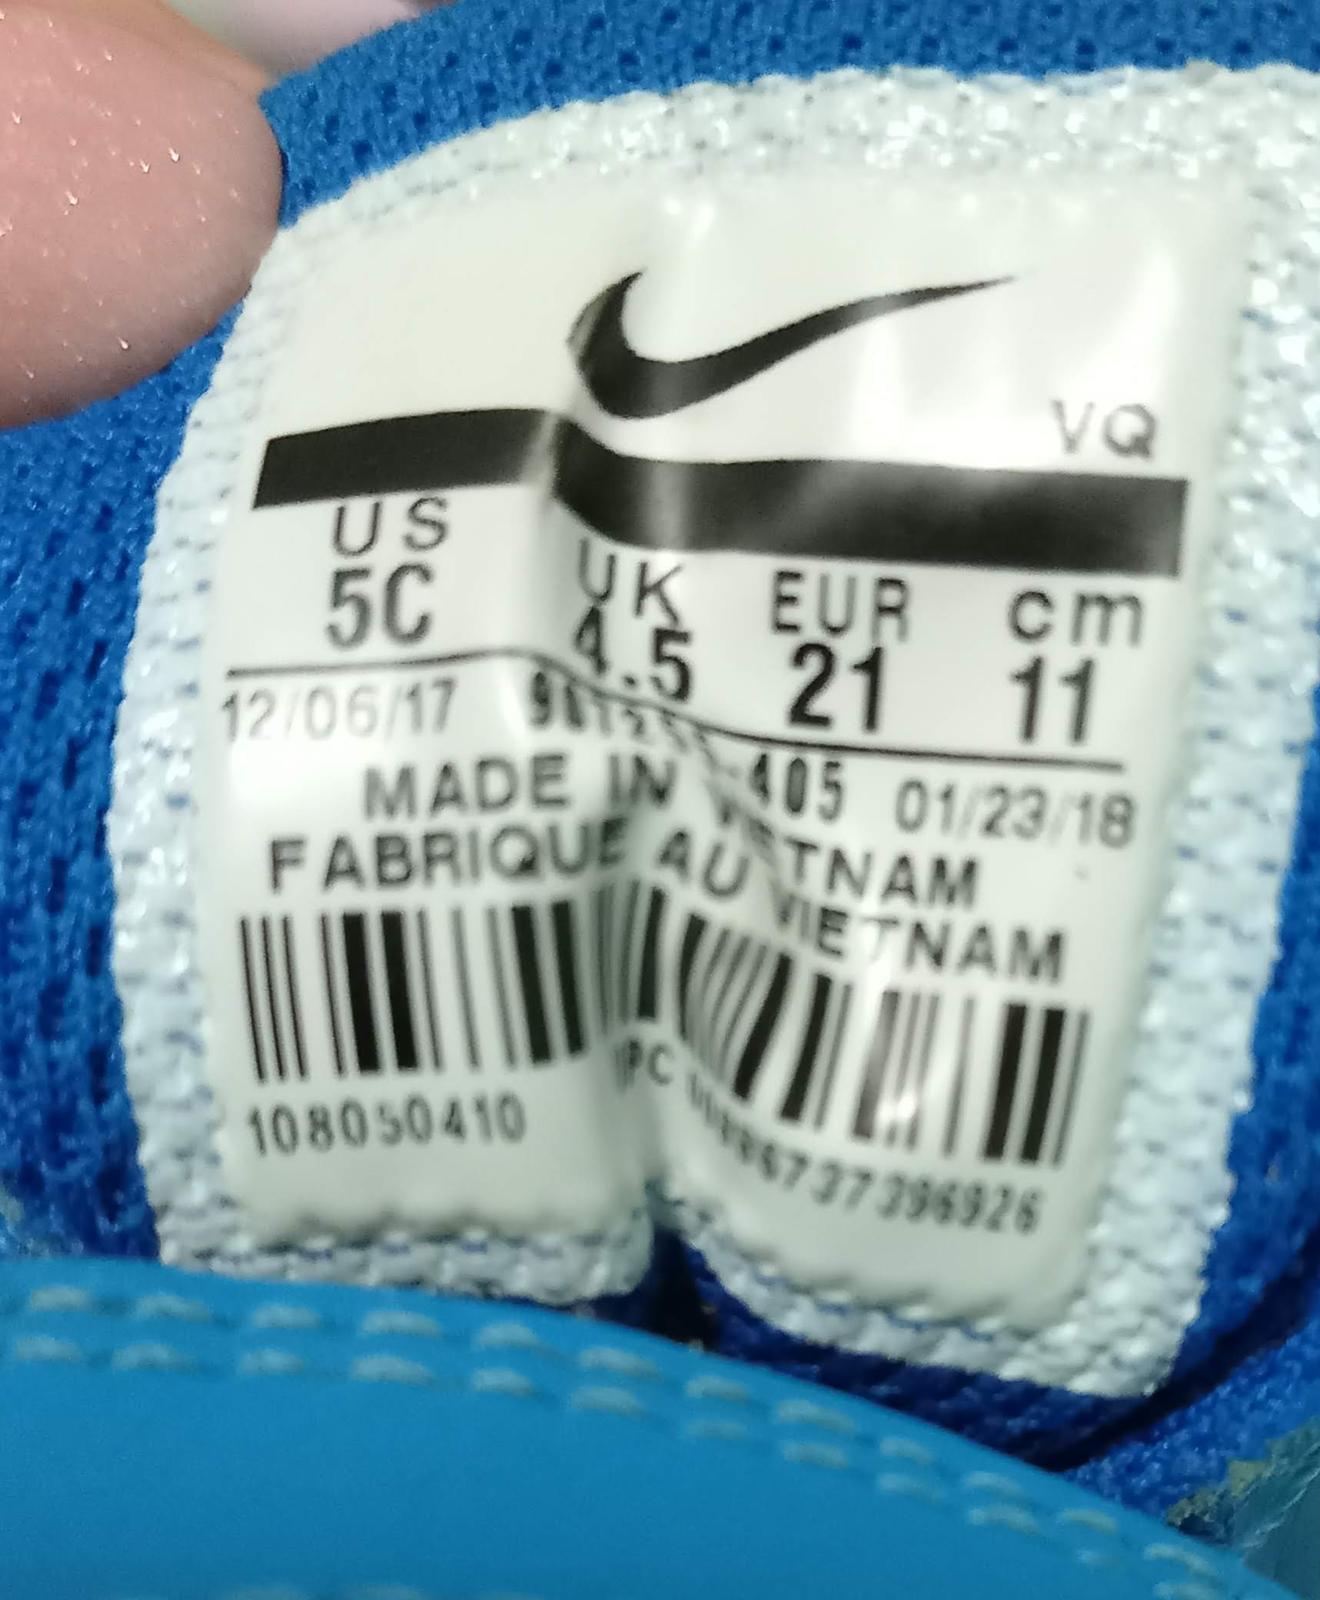 VQ
US UK EUR cm
5C 4.5 21 11
12/06/17 405 01/23/18
MADE IN VIETNAM
FABRIQUE AU VIETNAM
108050410